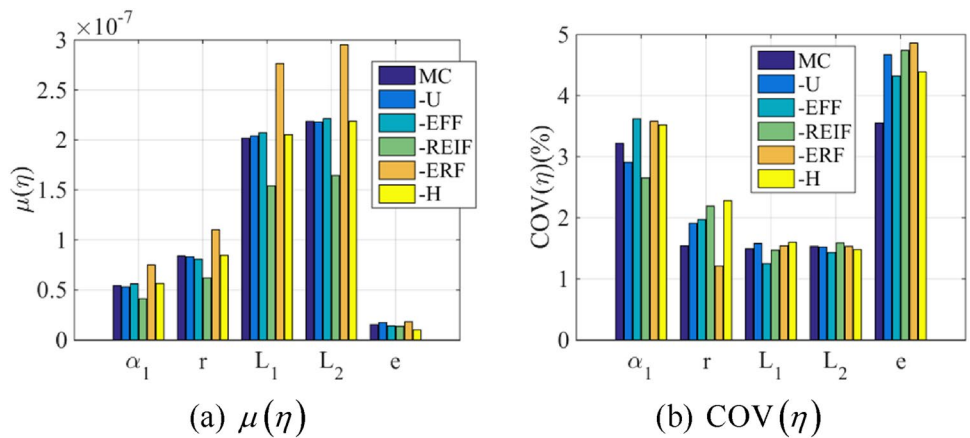 ×10⁻⁷
3
2.5
2
1.5
1
0.5
0
μ(η)
α₁ r L₁ L₂ e
MC
-U
-EFF
-REIF
-ERF
-H
(a) μ(η)
5
4
3
2
1
0
COV(η)(%)
α₁ r L₁ L₂ e
MC
-U
-EFF
-REIF
-ERF
-H
(b) COV(η)